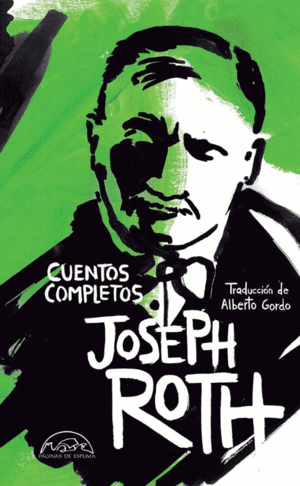 CUENTOS
COMPLETOS
Traducción de
Alberto Gordo
JOSEPH
ROTH
PÁGINAS DE ESPUMA